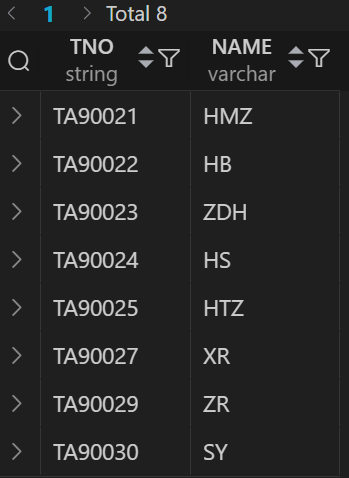 1 Total 8
TNO NAME
string varchar
TA90021 HMZ
TA90022 HB
TA90023 ZDH
TA90024 HS
TA90025 HTZ
TA90027 XR
TA90029 ZR
TA90030 SY